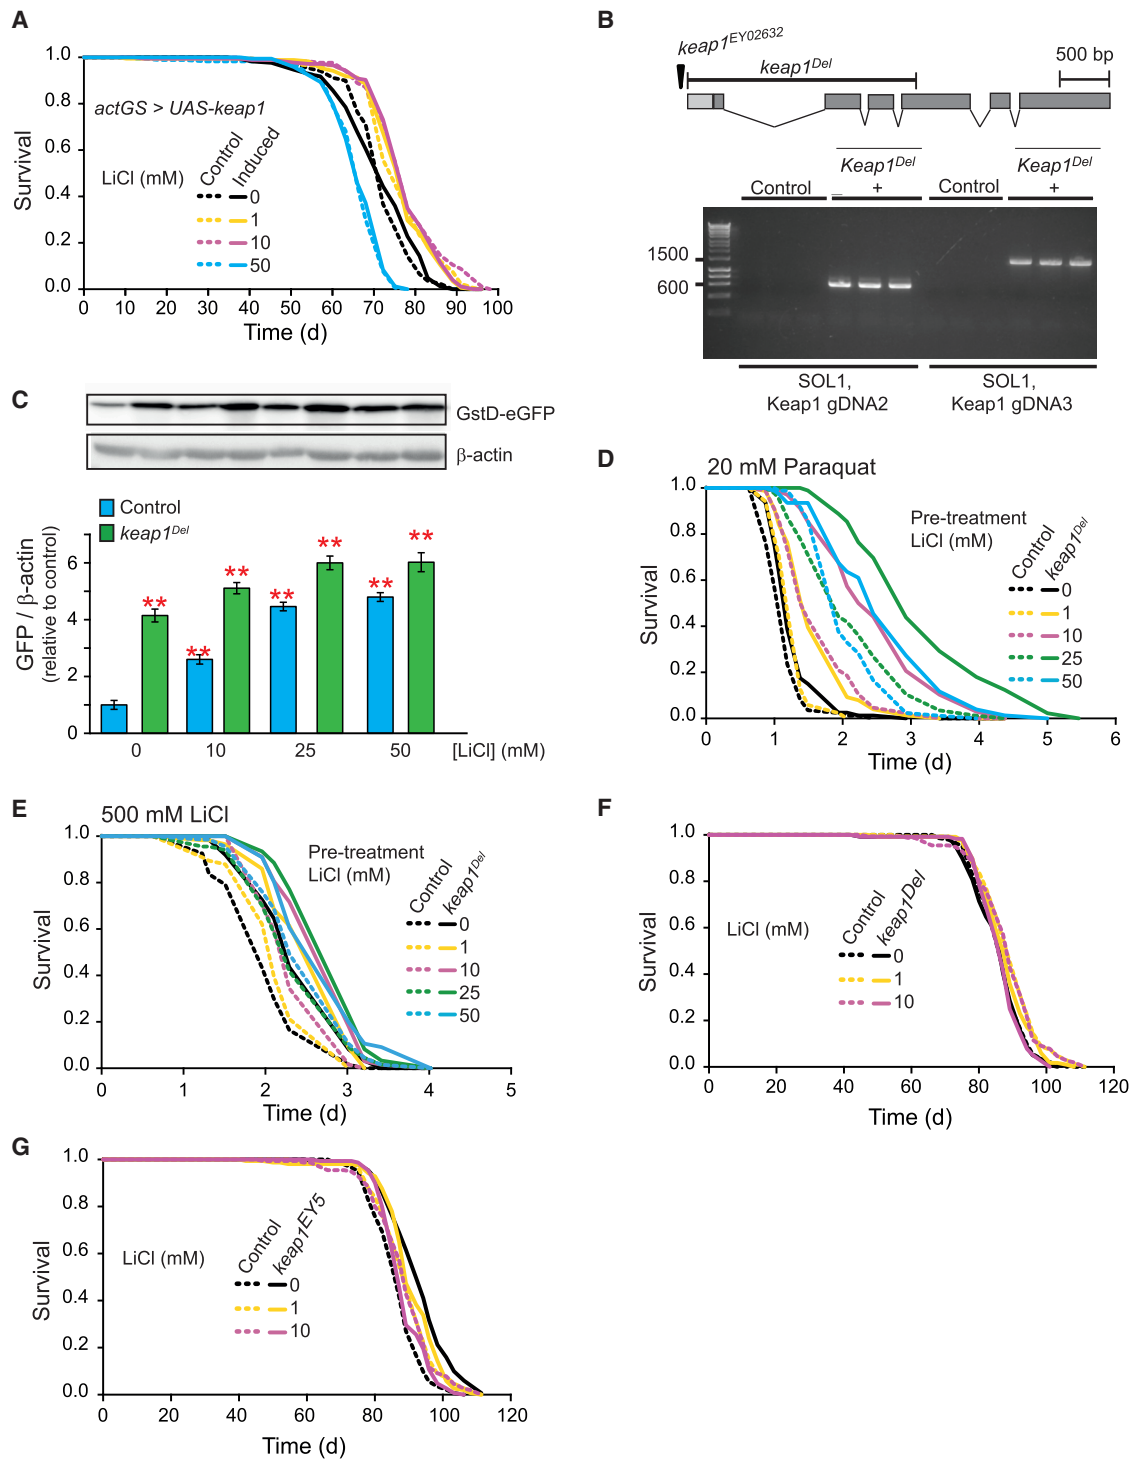 A
1.0
0.8
0.6
0.4
0.2
0.0
Survival
actGS > UAS-keap1
LiCl (mM)
Control
Induced
0
1
10
50
0 10 20 30 40 50 60 70 80 90 100
Time (d)
B
keap1EY02632
keap1Del
500 bp
Keap1Del
Keap1Del
Control
_
+
Control
+
1500
600
SOL1,
Keap1 gDNA2
SOL1,
Keap1 gDNA3
C
GstD-eGFP
β-actin
Control
keap1Del
GFP / β-actin
(relative to control)
6
4
2
0
**
**
**
**
**
**
**
0 10 25 50 [LiCl] (mM)
D
20 mM Paraquat
1.0
0.8
0.6
0.4
0.2
0.0
Survival
Pre-treatment
LiCl (mM)
Control
keap1Del
0
1
10
25
50
0 1 2 3 4 5 6
Time (d)
E
500 mM LiCl
1.0
0.8
0.6
0.4
0.2
0.0
Survival
Pre-treatment
LiCl (mM)
Control
keap1Del
0
1
10
25
50
0 1 2 3 4 5
Time (d)
F
1.0
0.8
0.6
0.4
0.2
0.0
Survival
LiCl (mM)
Control
keap1Del
0
1
10
0 20 40 60 80 100 120
Time (d)
G
1.0
0.8
0.6
0.4
0.2
0.0
Survival
LiCl (mM)
Control
keap1EY5
0
1
10
0 20 40 60 80 100 120
Time (d)